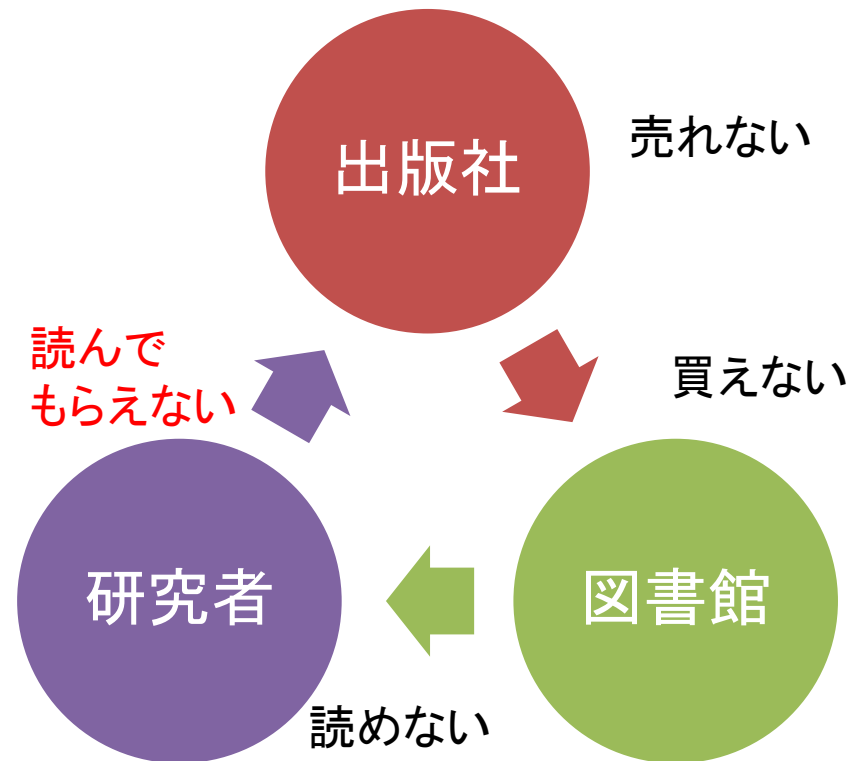 出版社
売れない
買えない
図書館
読めない
研究者
読んで
もらえない